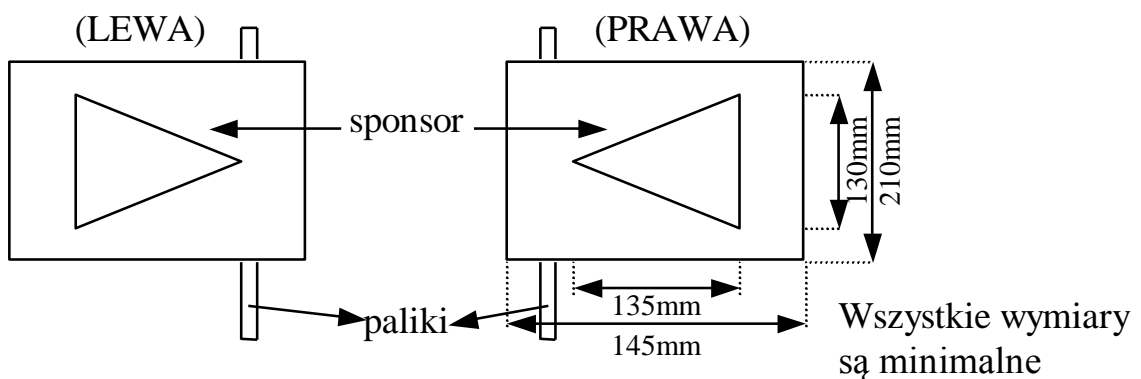 (LEWA)
(PRAWA)
sponsor
130mm
210mm
135mm
paliki
145mm
Wszystkie wymiary
są minimalne